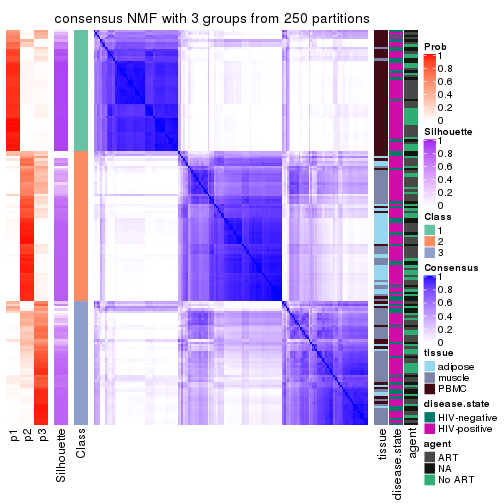 consensus NMF with 3 groups from 250 partitions
Prob
1
0.8
0.6
0.4
0.2
0
Silhouette
1
0.8
0.6
0.4
0.2
0
Class
1
2
3
Consensus
1
0.8
0.6
0.4
0.2
0
tissue
adipose
muscle
PBMC
disease.state
HIV-negative
HIV-positive
agent
ART
NA
No ART
p1
p2
p3
Silhouette
Class
tissue
disease.state
agent